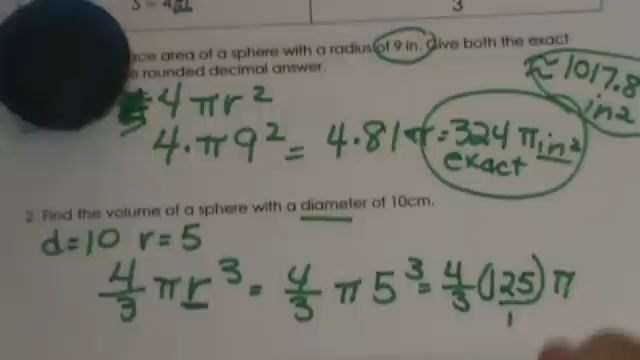 3
ace area of a sphere with a radius of 9 in. Give both the exact
rounded decimal answer.
≈ 1017.8
in2
4πr²
4·π9² = 4·81π = 324π in²
exact
2. Find the volume of a sphere with a diameter of 10cm.
d=10 r=5
4/3 πr³ = 4/3 π5³ = 4/3 (125)π
1